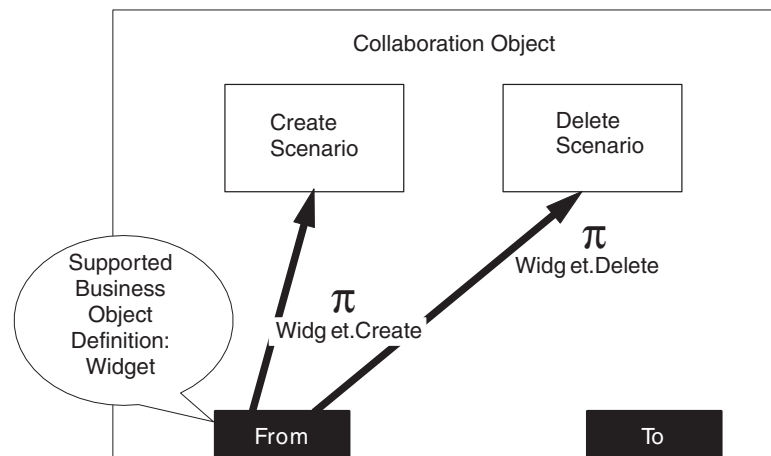 Collaboration Object
Create
Scenario
Delete
Scenario
Supported
Business
Object
Definition:
Widget
π
Widg et.Delete
π
Widg et.Create
From
To